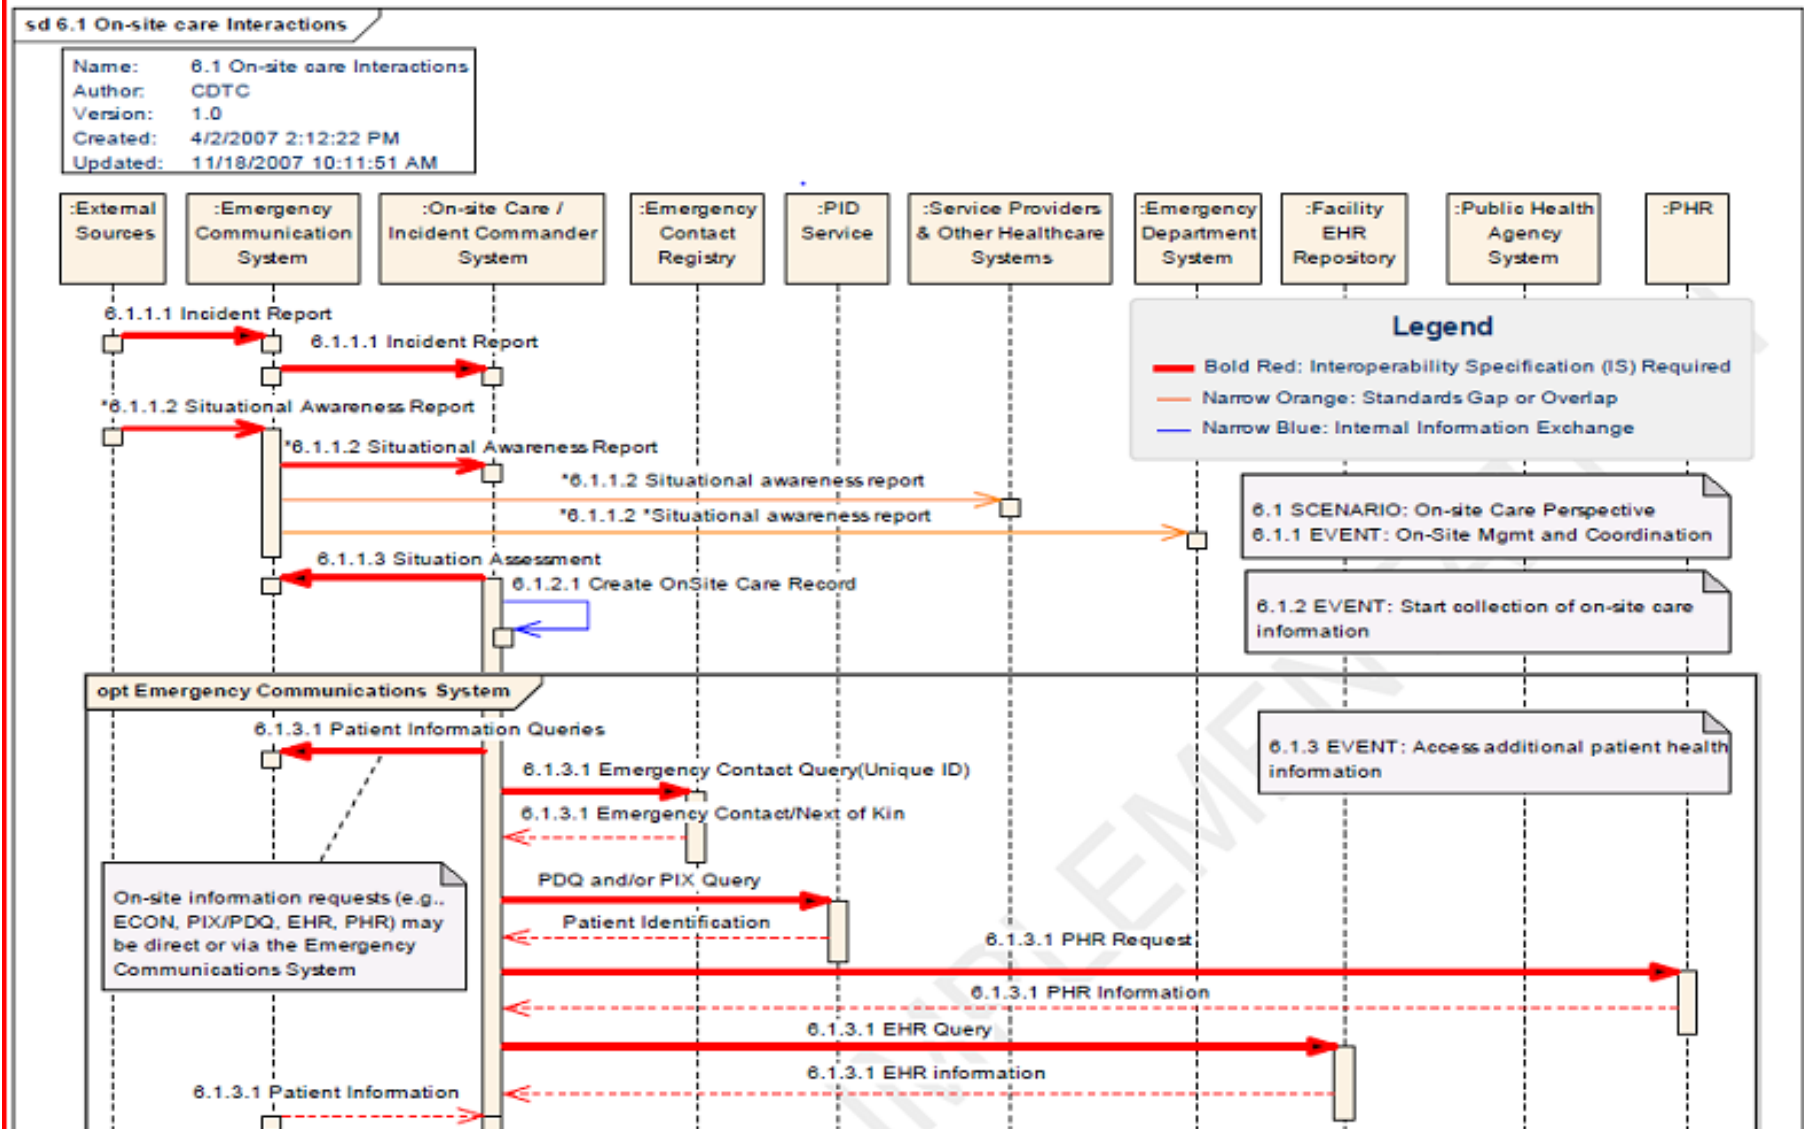 sd 6.1 On-site care Interactions
Name: 6.1 On-site care Interactions
Author: CDTC
Version: 1.0
Created: 4/2/2007 2:12:22 PM
Updated: 11/18/2007 10:11:51 AM
:External
Sources
:Emergency
Communication
System
:On-site Care /
Incident Commander
System
:Emergency
Contact
Registry
:PID
Service
:Service Providers
& Other Healthcare
Systems
:Emergency
Department
System
:Facility
EHR
Repository
:Public Health
Agency
System
:PHR
6.1.1.1 Incident Report
6.1.1.1 Incident Report
Legend
Bold Red: Interoperability Specification (IS) Required
Narrow Orange: Standards Gap or Overlap
Narrow Blue: Internal Information Exchange
*6.1.1.2 Situational Awareness Report
*6.1.1.2 Situational Awareness Report
*6.1.1.2 Situational awareness report
*6.1.1.2 *Situational awareness report
6.1 SCENARIO: On-site Care Perspective
6.1.1 EVENT: On-Site Mgmt and Coordination
6.1.1.3 Situation Assessment
6.1.2.1 Create OnSite Care Record
6.1.2 EVENT: Start collection of on-site care
information
opt Emergency Communications System
6.1.3.1 Patient Information Queries
6.1.3 EVENT: Access additional patient health
information
6.1.3.1 Emergency Contact Query(Unique ID)
6.1.3.1 Emergency Contact/Next of Kin
On-site information requests (e.g.,
ECON, PIX/PDQ, EHR, PHR) may
be direct or via the Emergency
Communications System
PDQ and/or PIX Query
Patient Identification
6.1.3.1 PHR Request
6.1.3.1 PHR Information
6.1.3.1 EHR Query
6.1.3.1 EHR information
6.1.3.1 Patient Information